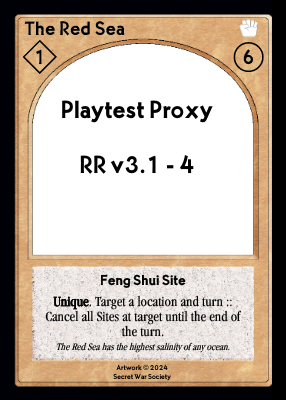 The Red Sea
1
6
Playtest Proxy
RR v3.1 - 4
Feng Shui Site
Unique. Target a location and turn ::
Cancel all Sites at target until the end of
the turn.
The Red Sea has the highest salinity of any ocean.
Artwork © 2024
Secret War Society